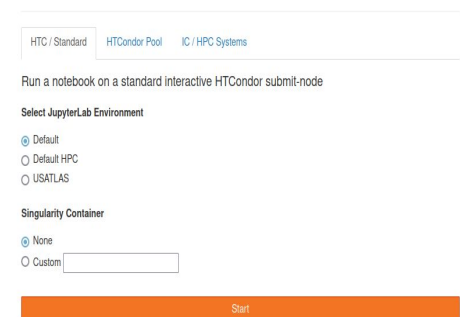 HTC / Standard HTCondor Pool IC / HPC Systems
Run a notebook on a standard interactive HTCondor submit-node
Select JupyterLab Environment
Default
Default HPC
USATLAS
Singularity Container
None
Custom
Start